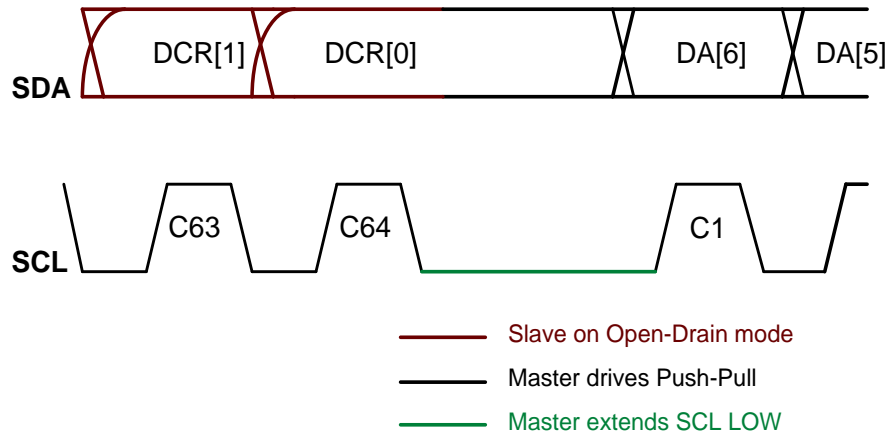 DCR[1] DCR[0] DA[6] DA[5]
SDA
C63 C64 C1
SCL
Slave on Open-Drain mode
Master drives Push-Pull
Master extends SCL LOW